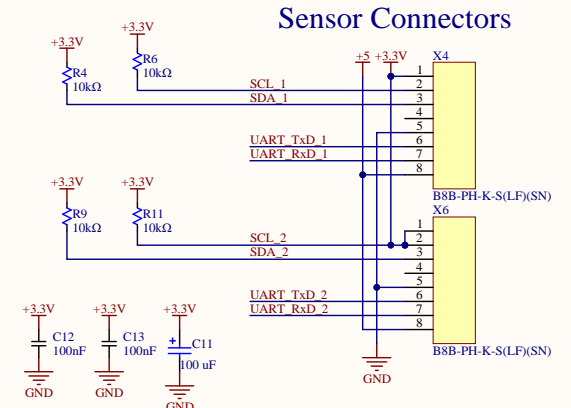 Sensor Connectors
+3.3V
+3.3V
R4
10kΩ
R6
10kΩ
+5 +3.3V
X4
SCL_1
SDA_1
UART_TxD_1
UART_RxD_1
1
2
3
4
5
6
7
8
B8B-PH-K-S(LF)(SN)
+3.3V
+3.3V
R9
10kΩ
R11
10kΩ
X6
SCL_2
SDA_2
UART_TxD_2
UART_RxD_2
1
2
3
4
5
6
7
8
B8B-PH-K-S(LF)(SN)
GND
+3.3V
C12
100nF
GND
+3.3V
C13
100nF
GND
+3.3V
+
C11
100 uF
GND